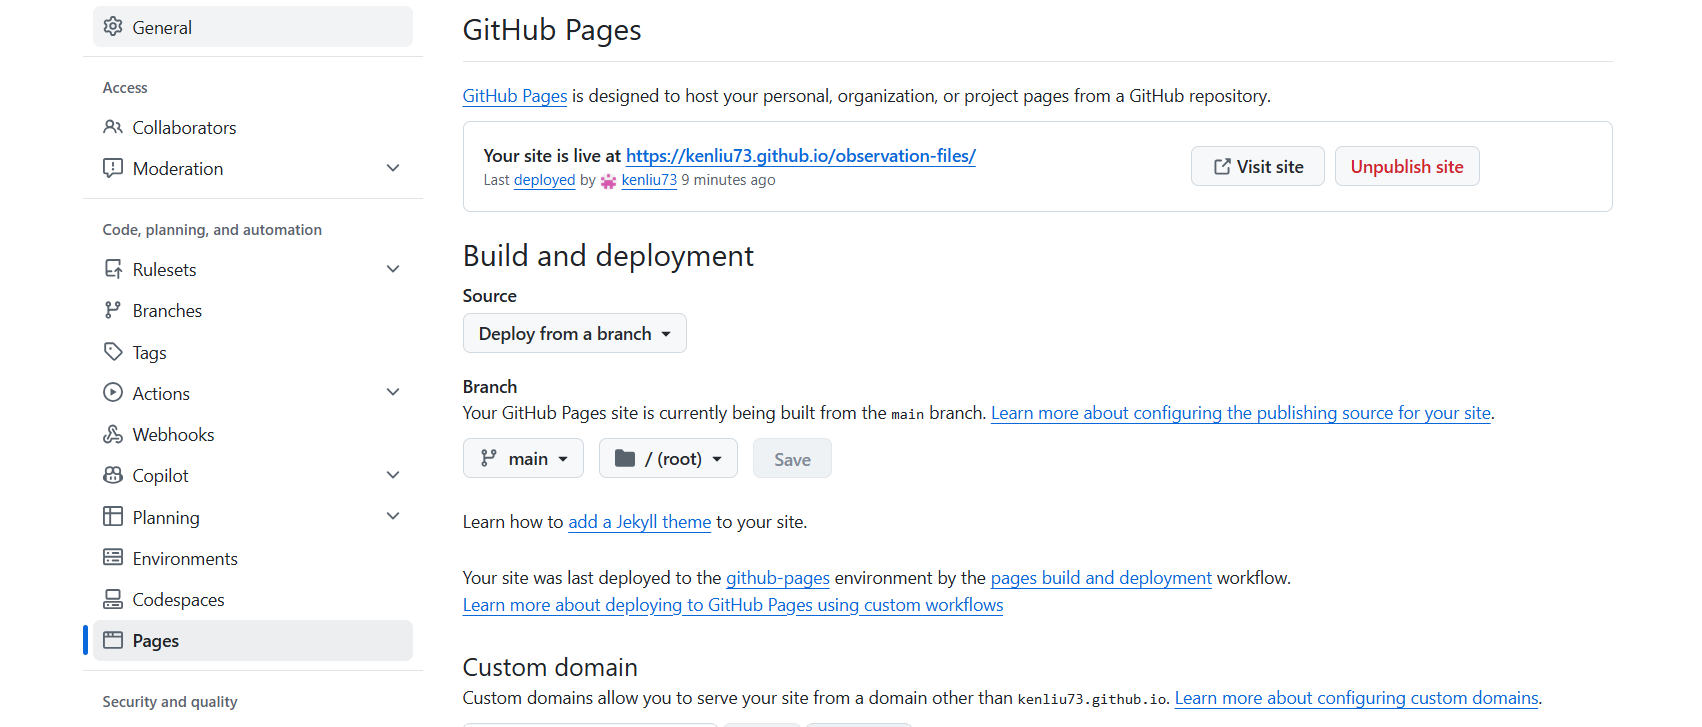 General
Access
Collaborators
Moderation
Code, planning, and automation
Rulesets
Branches
Tags
Actions
Webhooks
Copilot
Planning
Environments
Codespaces
Pages
Security and quality
GitHub Pages
GitHub Pages is designed to host your personal, organization, or project pages from a GitHub repository.
Your site is live at https://kenliu73.github.io/observation-files/
Last deployed by kenliu73 9 minutes ago
Visit site
Unpublish site
Build and deployment
Source
Deploy from a branch
Branch
Your GitHub Pages site is currently being built from the main branch. Learn more about configuring the publishing source for your site.
main
/ (root)
Save
Learn how to add a Jekyll theme to your site.
Your site was last deployed to the github-pages environment by the pages build and deployment workflow.
Learn more about deploying to GitHub Pages using custom workflows
Custom domain
Custom domains allow you to serve your site from a domain other than kenliu73.github.io. Learn more about configuring custom domains.